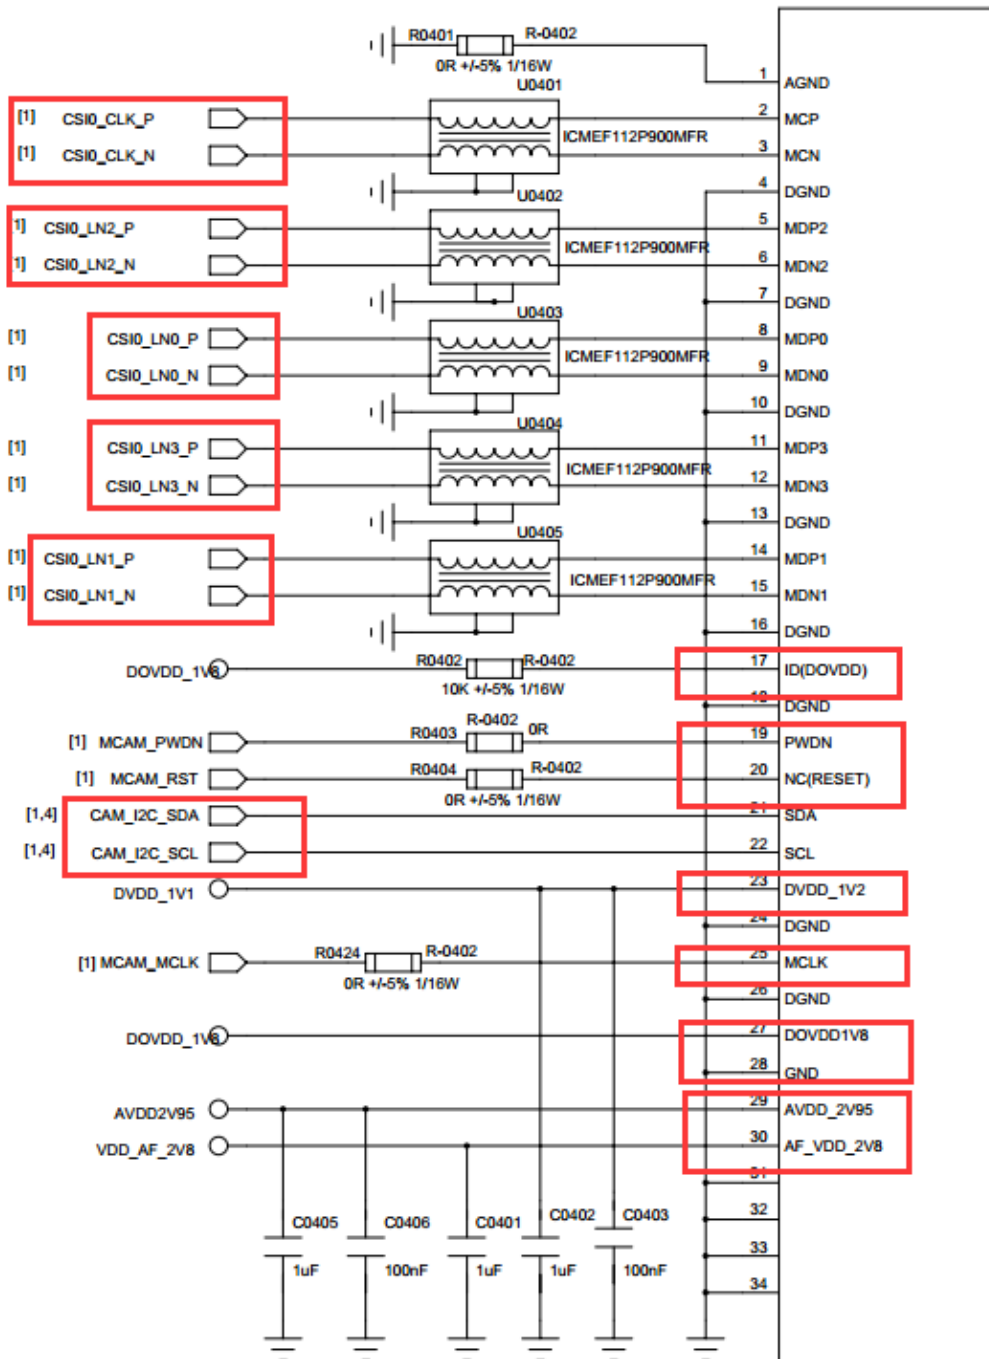 R0401 R-0402
0R +/-5% 1/16W
1 AGND
U0401
[1] CSI0_CLK_P 2 MCP
ICMEF112P900MFR
[1] CSI0_CLK_N 3 MCN
4 DGND
U0402
1] CSI0_LN2_P 5 MDP2
ICMEF112P900MFR
1] CSI0_LN2_N 6 MDN2
7 DGND
U0403
[1] CSI0_LN0_P 8 MDP0
ICMEF112P900MFR
[1] CSI0_LN0_N 9 MDN0
10 DGND
U0404
[1] CSI0_LN3_P 11 MDP3
ICMEF112P900MFR
[1] CSI0_LN3_N 12 MDN3
13 DGND
U0405
[1] CSI0_LN1_P 14 MDP1
ICMEF112P900MFR
[1] CSI0_LN1_N 15 MDN1
16 DGND
DOVDD_1V8 R0402 R-0402 17 ID(DOVDD)
10K +/-5% 1/16W
18 DGND
R-0402
[1] MCAM_PWDN R0403 0R 19 PWDN
[1] MCAM_RST R0404 R-0402 20 NC(RESET)
0R +/-5% 1/16W
[1,4] CAM_I2C_SDA 21 SDA
[1,4] CAM_I2C_SCL 22 SCL
DVDD_1V1 23 DVDD_1V2
24 DGND
[1] MCAM_MCLK R0424 R-0402 25 MCLK
0R +/-5% 1/16W
26 DGND
DOVDD_1V8 27 DOVDD1V8
28 GND
AVDD2V95 29 AVDD_2V95
VDD_AF_2V8 30 AF_VDD_2V8
31
C0405 C0406 C0401 C0402 C0403 32
1uF 100nF 1uF 1uF 100nF 33
34